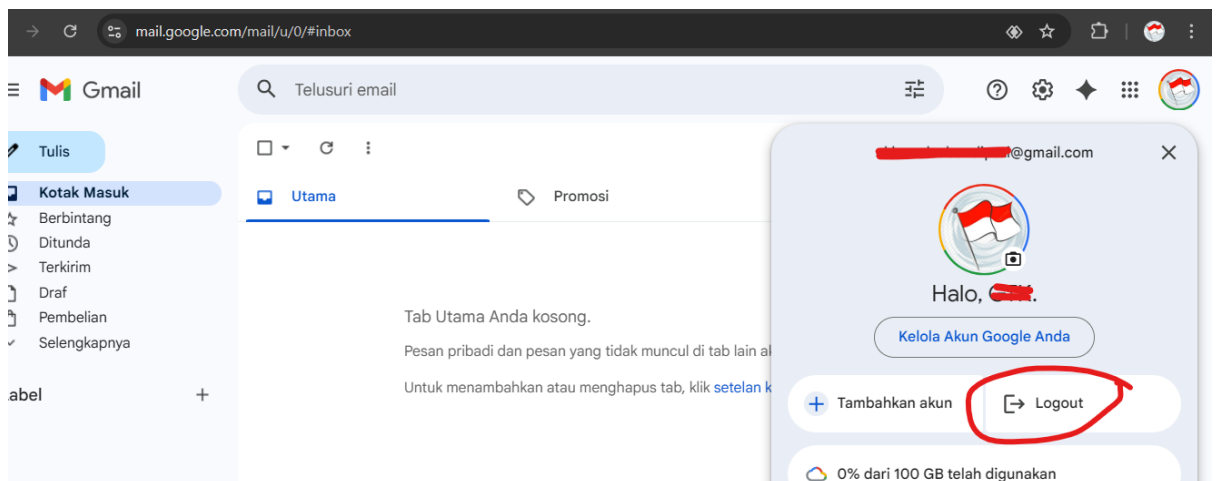 mail.google.com/mail/u/0/#inbox
Gmail
Telusuri email
Tulis
Kotak Masuk
Berbintang
Ditunda
Terkirim
Draf
Pembelian
Selengkapnya
abel
Utama
Promosi
Tab Utama Anda kosong.
Pesan pribadi dan pesan yang tidak muncul di tab lain a
Untuk menambahkan atau menghapus tab, klik setelan k
@gmail.com
Halo,
Kelola Akun Google Anda
Tambahkan akun
Logout
0% dari 100 GB telah digunakan